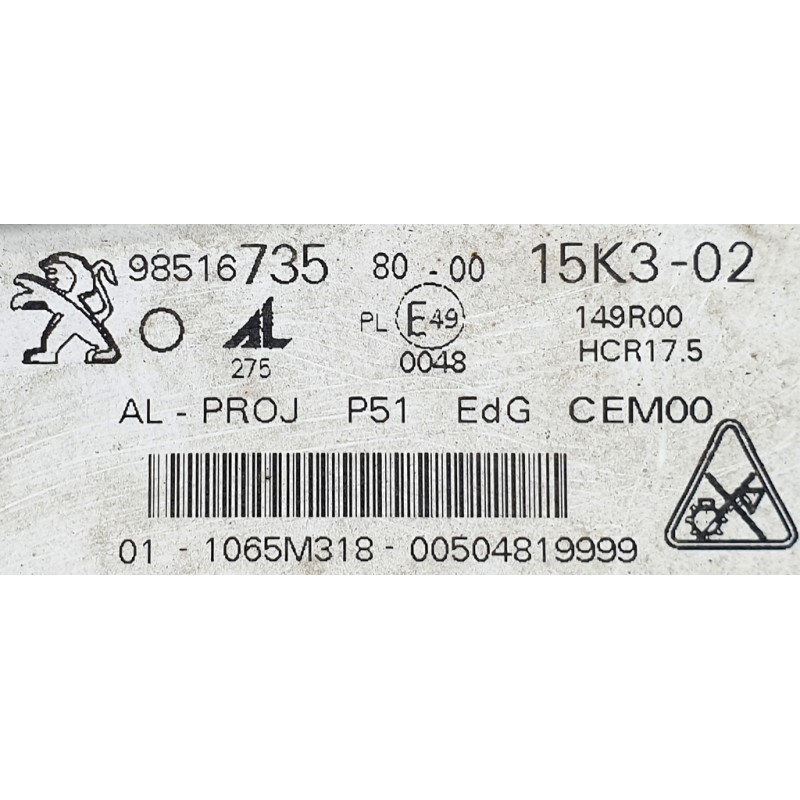 98516735 80-00 15K3-02
AL PL E49 149R00
275 0048 HCR17.5
AL-PROJ P51 EdG CEM00
01-1065M318-00504819999